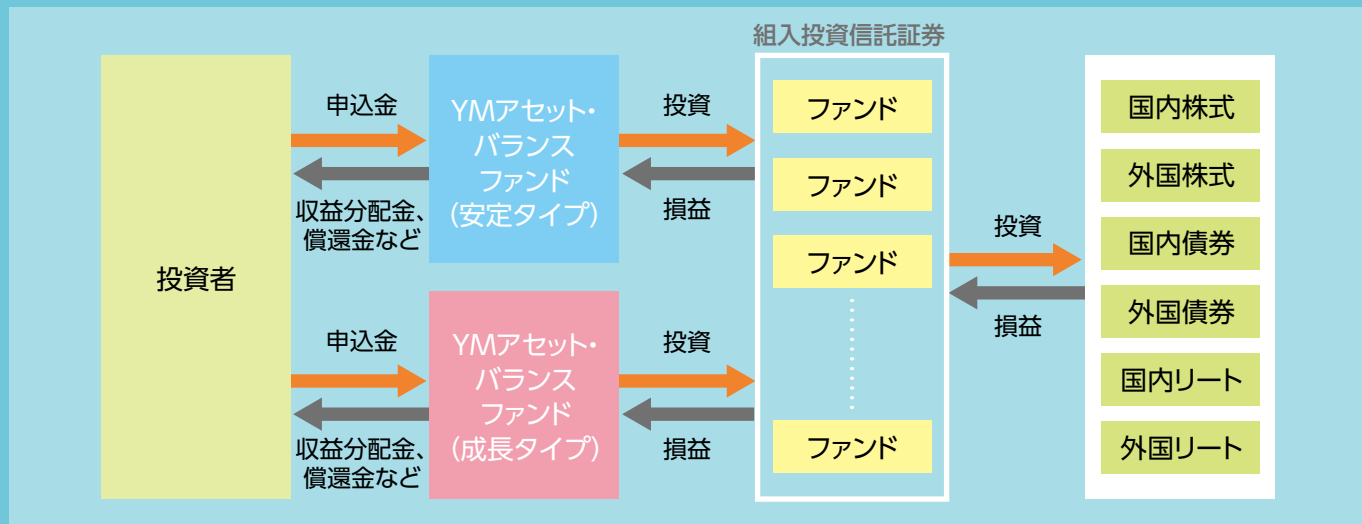 組入投資信託証券
投資者
申込金
収益分配金、
償還金など
YMアセット・
バランス
ファンド
(安定タイプ)
投資
損益
申込金
収益分配金、
償還金など
YMアセット・
バランス
ファンド
(成長タイプ)
投資
損益
ファンド
ファンド
ファンド
ファンド
投資
損益
国内株式
外国株式
国内債券
外国債券
国内リート
外国リート